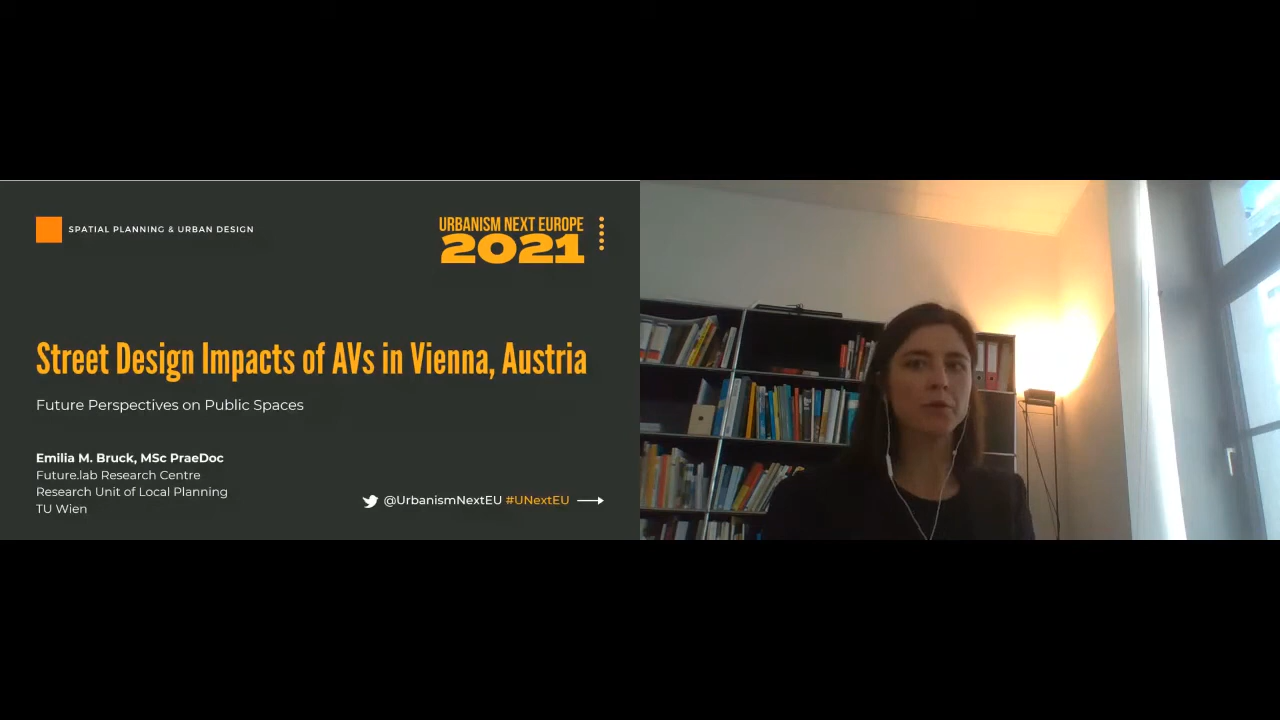 SPATIAL PLANNING & URBAN DESIGN
URBANISM NEXT EUROPE
2021
Street Design Impacts of AVs in Vienna, Austria
Future Perspectives on Public Spaces
Emilia M. Bruck, MSc PraeDoc
Future.lab Research Centre
Research Unit of Local Planning
TU Wien
@UrbanismNextEU #UNextEU